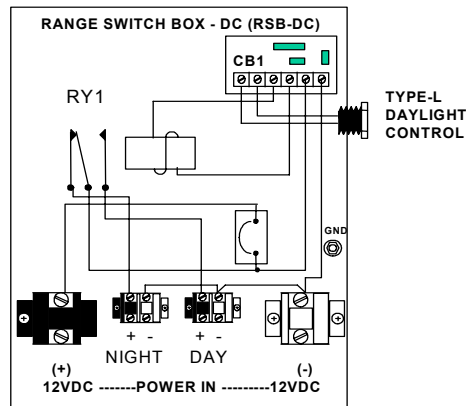 RANGE SWITCH BOX - DC (RSB-DC)
CB1
RY1
TYPE-L
DAYLIGHT
CONTROL
GND
+ - + -
NIGHT DAY
(+) (-)
12VDC -------POWER IN ---------12VDC